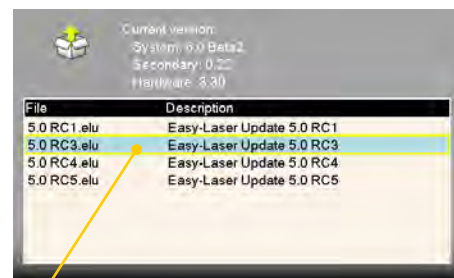 Current version:
System: 6.0 Beta2
Secondary: 0.22
Hardware: 3.30
File Description
5.0 RC1.elu Easy-Laser Update 5.0 RC1
5.0 RC3.elu Easy-Laser Update 5.0 RC3
5.0 RC4.elu Easy-Laser Update 5.0 RC4
5.0 RC5.elu Easy-Laser Update 5.0 RC5